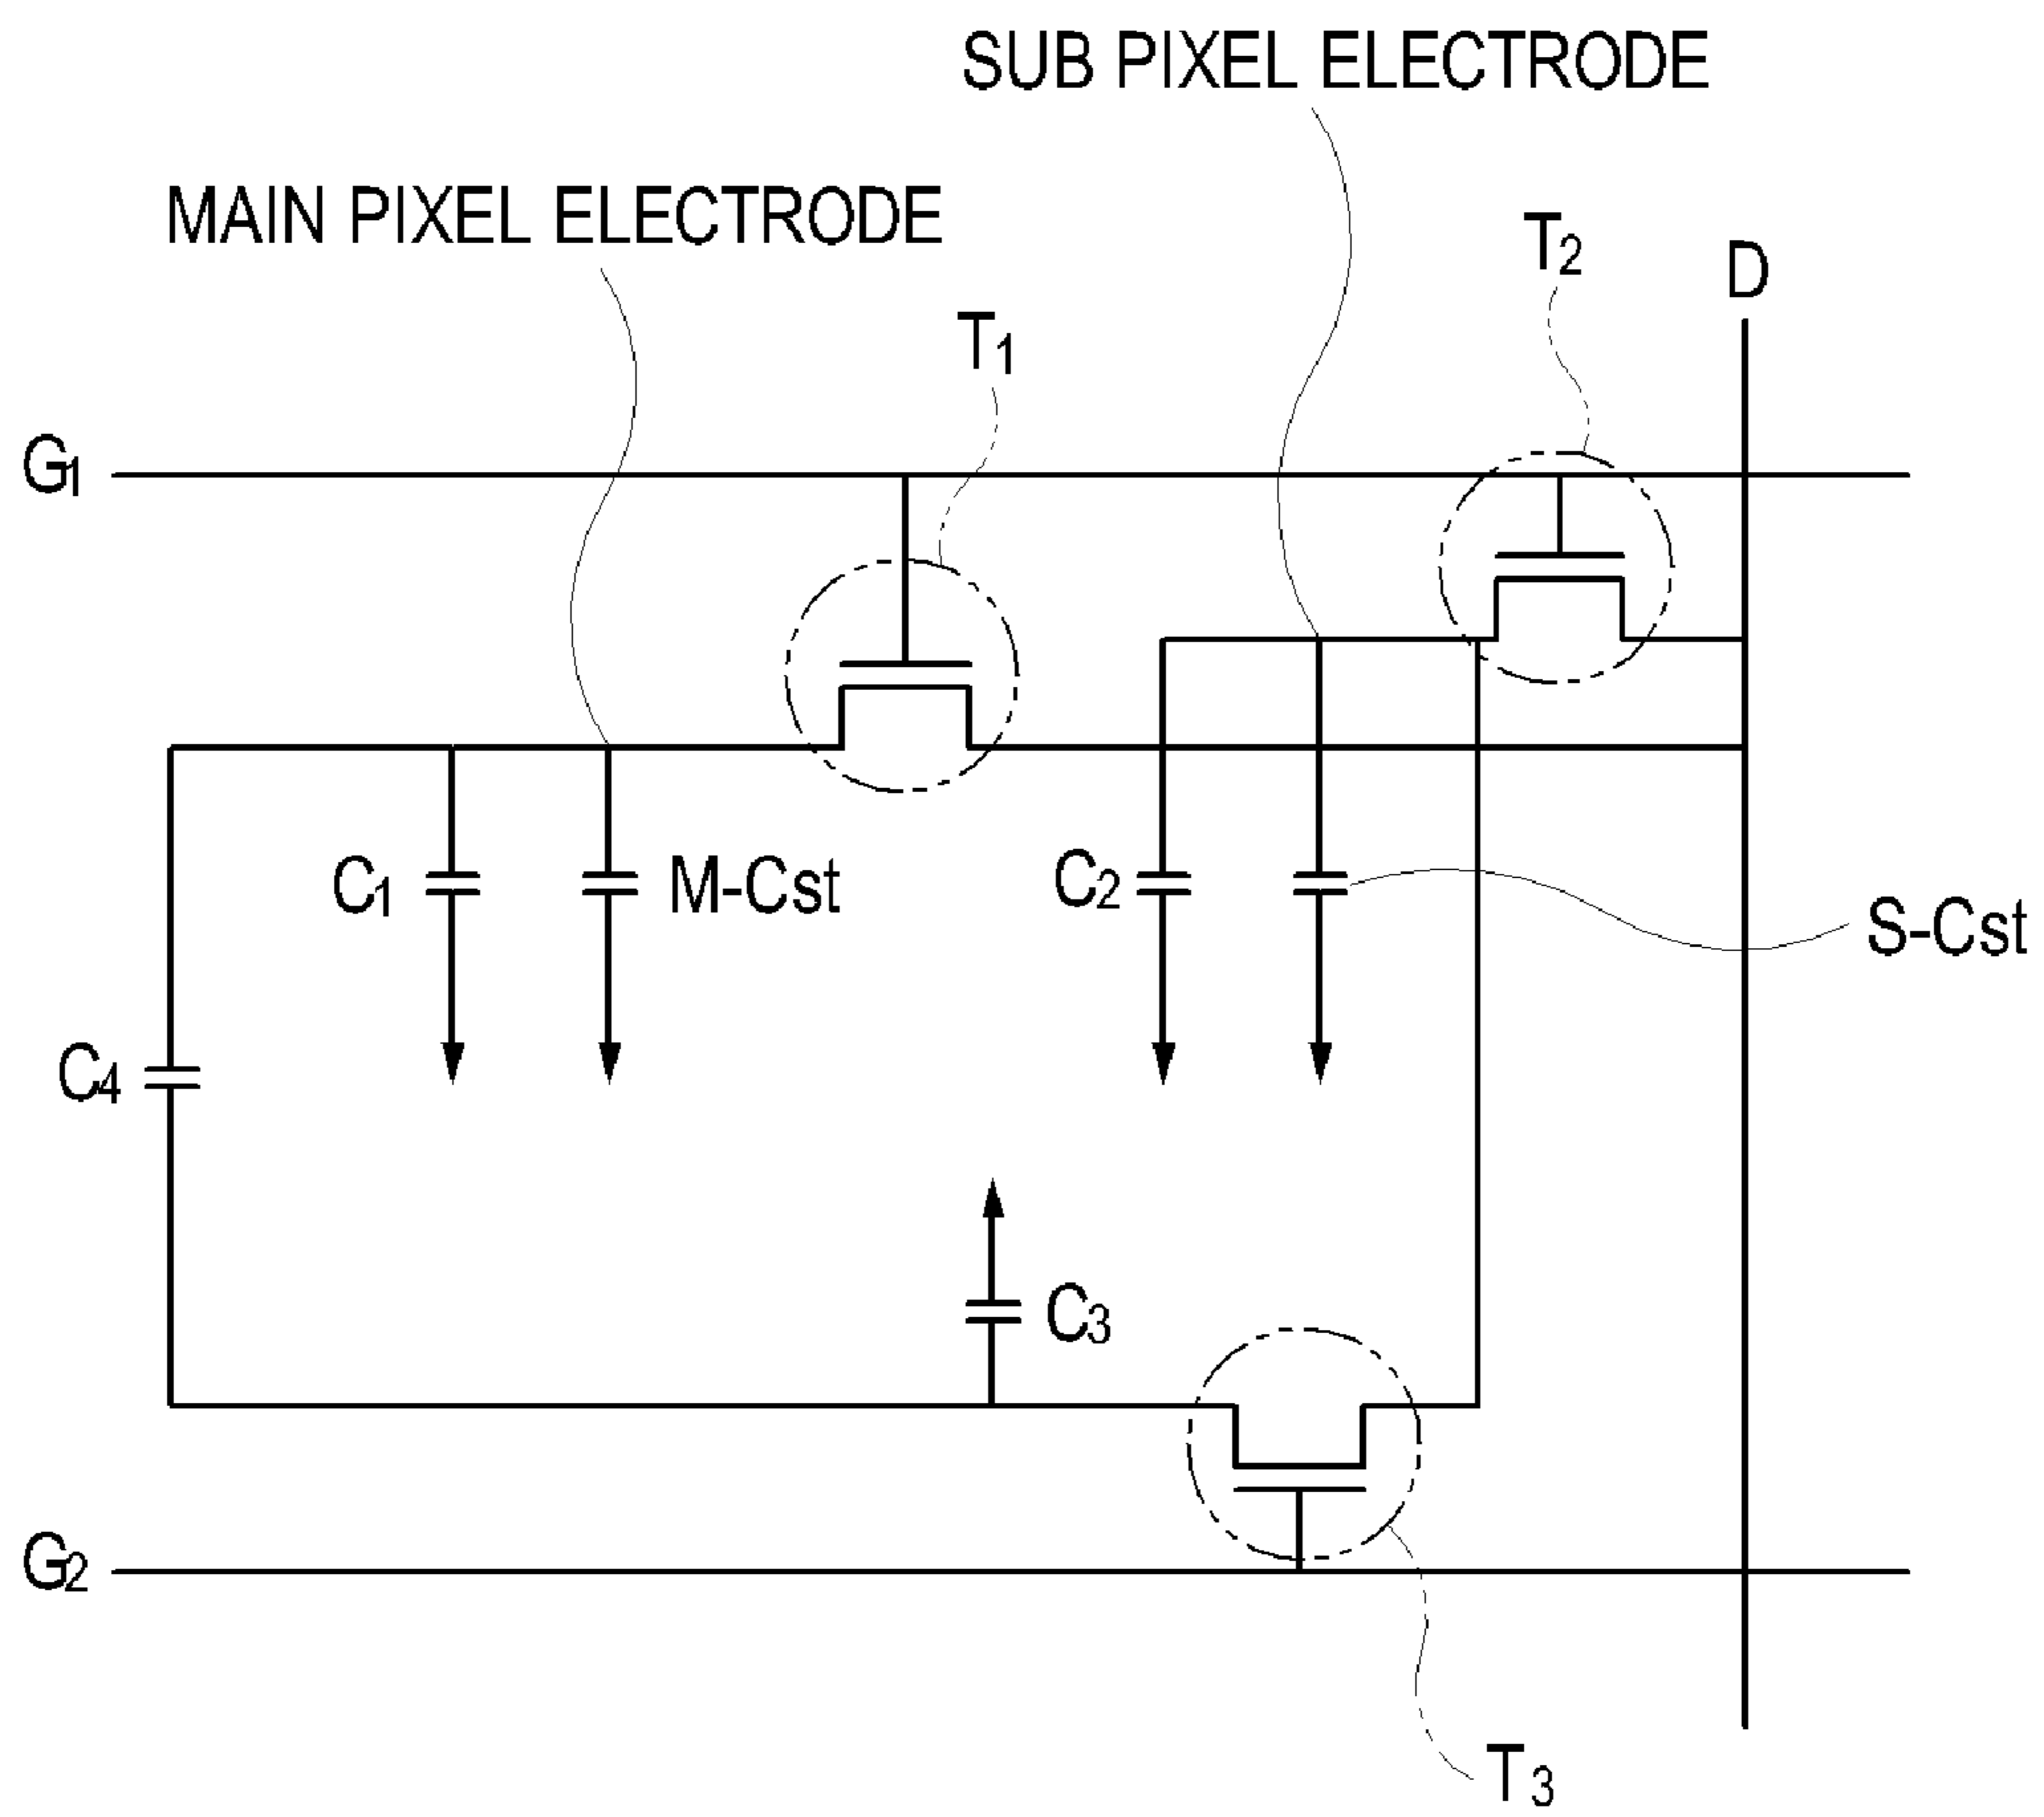 SUB PIXEL ELECTRODE
MAIN PIXEL ELECTRODE
T2
D
T1
G1
C1
M-Cst
C2
S-Cst
C4
C3
G2
T3